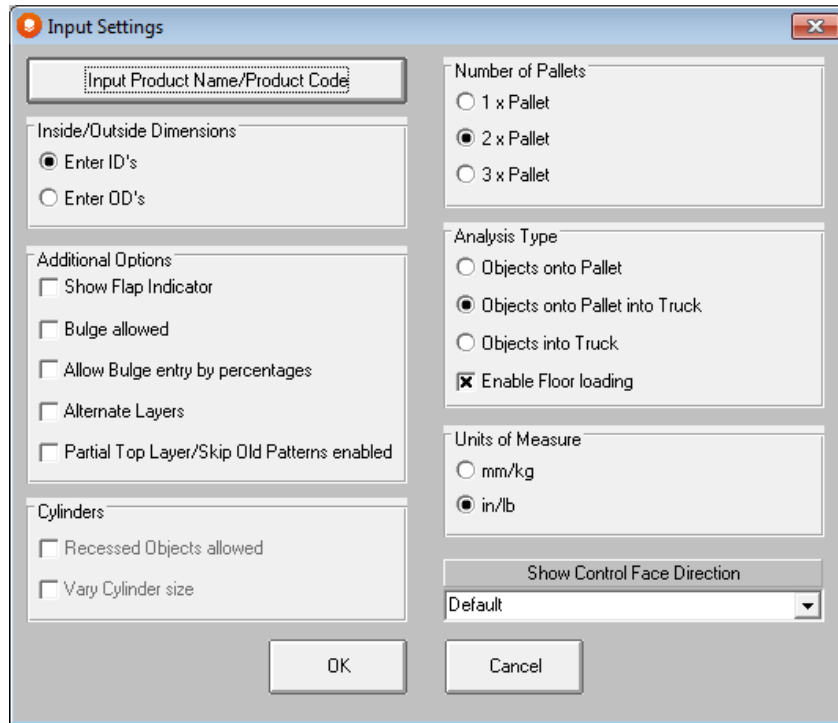 Input Settings
Input Product Name/Product Code
Inside/Outside Dimensions
Enter ID's
Enter OD's
Additional Options
Show Flap Indicator
Bulge allowed
Allow Bulge entry by percentages
Alternate Layers
Partial Top Layer/Skip Old Patterns enabled
Cylinders
Recessed Objects allowed
Vary Cylinder size
Number of Pallets
1 x Pallet
2 x Pallet
3 x Pallet
Analysis Type
Objects onto Pallet
Objects onto Pallet into Truck
Objects into Truck
Enable Floor loading
Units of Measure
mm/kg
in/lb
Show Control Face Direction
Default
OK
Cancel